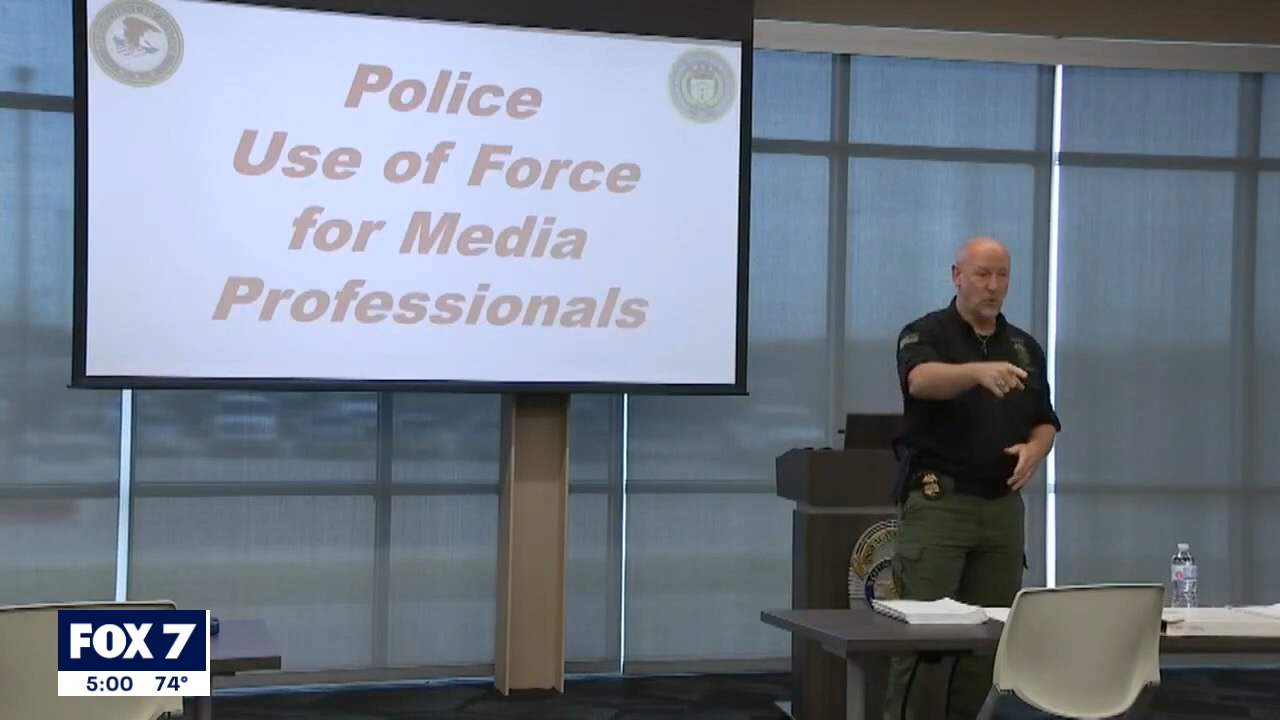 Police
Use of Force
for Media
Professionals
FOX 7
5:00 74°